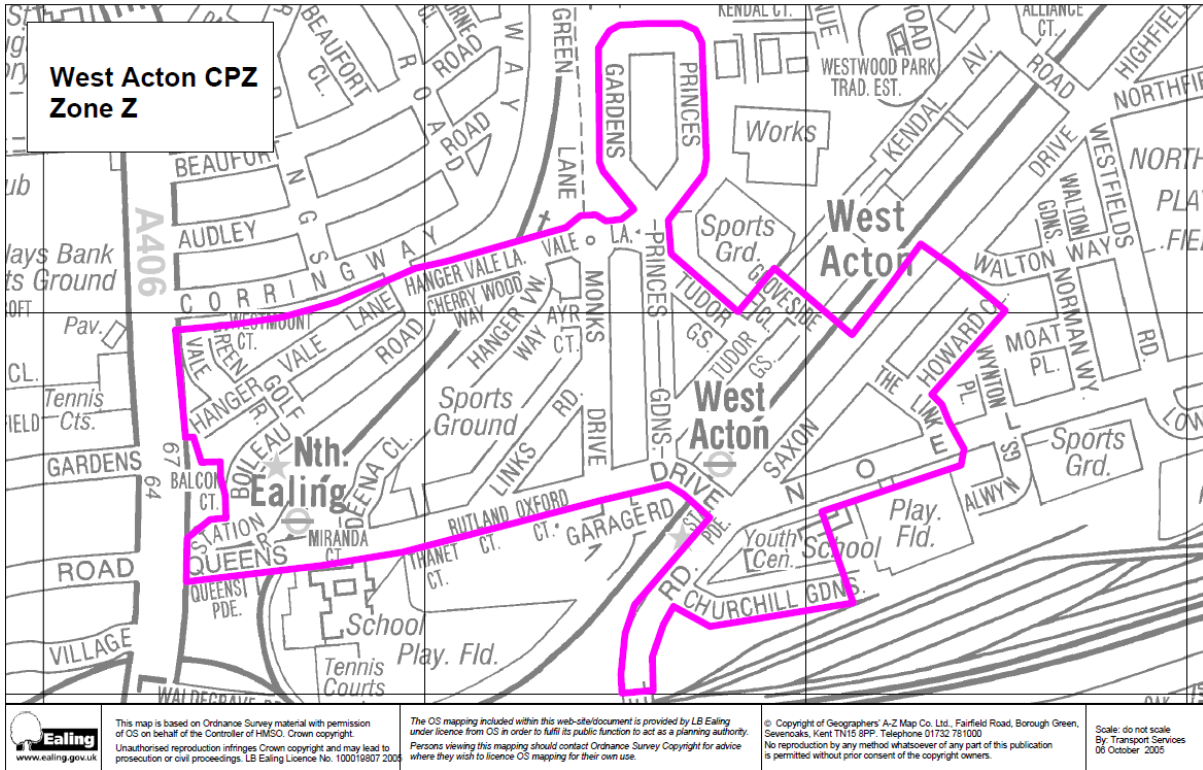 West Acton CPZ
Zone Z
KENDAL CT.
ALLIANCE
CT.
HIGHFIELD
ROAD
BEAUFORT
CL.
ROAD
WAY
GREEN
LANE
GARDENS
PRINCES
WESTWOOD PARK
TRAD. EST.
KENDAL
AV.
ROAD
NORTHFI
Works
DRIVE
WESTFIELDS
RD.
NORTH
PLA
FIE
WALTON
GDNS.
WALTON WAY
A406
AUDLEY
CORRINGWAY
ROAD
Sports
Grd.
West
Acton
ays Bank
ts Ground
Pav.
Tennis
Cts.
CL.
GARDENS
HANGER VALE LA.
VALE
LA.
CHERRY WOOD
WAY
HANGER VW.
WAY
AYR
CT.
MONKS
DRIVE
PRINCES
GDNS.
TUDOR
GS.
TUDOR
GS.
GROVESIDE
CL.
WESTMOUNT
CT.
VALE
GREEN
HANGER
VALE
LANE
HANGER
GOLF
ROAD
BOILEAU
Sports
Ground
LINKS
RD.
West
Acton
SAXON
DRIVE
THE LINK
HOWARD
CL.
WYNTON
PL.
MOAT
PL.
NORMAN WY.
Sports
Grd.
ALWYN
Nth.
Ealing
67
64
BALCON
CT.
STATION
QUEENS
DEENA CL.
MIRANDA
CT.
RUTLAND
OXFORD
CT.
THANET
CT.
GARAGE RD.
PDE.
RD.
Youth
Cen.
School
Play.
Fld.
CHURCHILL GDNS.
ROAD
QUEENS
PDE.
VILLAGE
School
Tennis
Courts
Play. Fld.
Ealing
www.ealing.gov.uk
This map is based on Ordnance Survey material with permission
of OS on behalf of the Controller of HMSO. Crown copyright.
Unauthorised reproduction infringes Crown copyright and may lead to
prosecution or civil proceedings. LB Ealing Licence No. 100019807 2005
The OS mapping included within this web-site/document is provided by LB Ealing
under licence from OS in order to fulfil its public function to act as a planning authority.
Persons viewing this mapping should contact Ordnance Survey Copyright for advice
where they wish to licence OS mapping for their own use.
© Copyright of Geographers' A-Z Map Co. Ltd., Fairfield Road, Borough Green,
Sevenoaks, Kent TN15 8PP. Telephone 01732 781000
No reproduction by any method whatsoever of any part of this publication
is permitted without prior consent of the copyright owners.
Scale: do not scale
By: Transport Services
06 October 2005